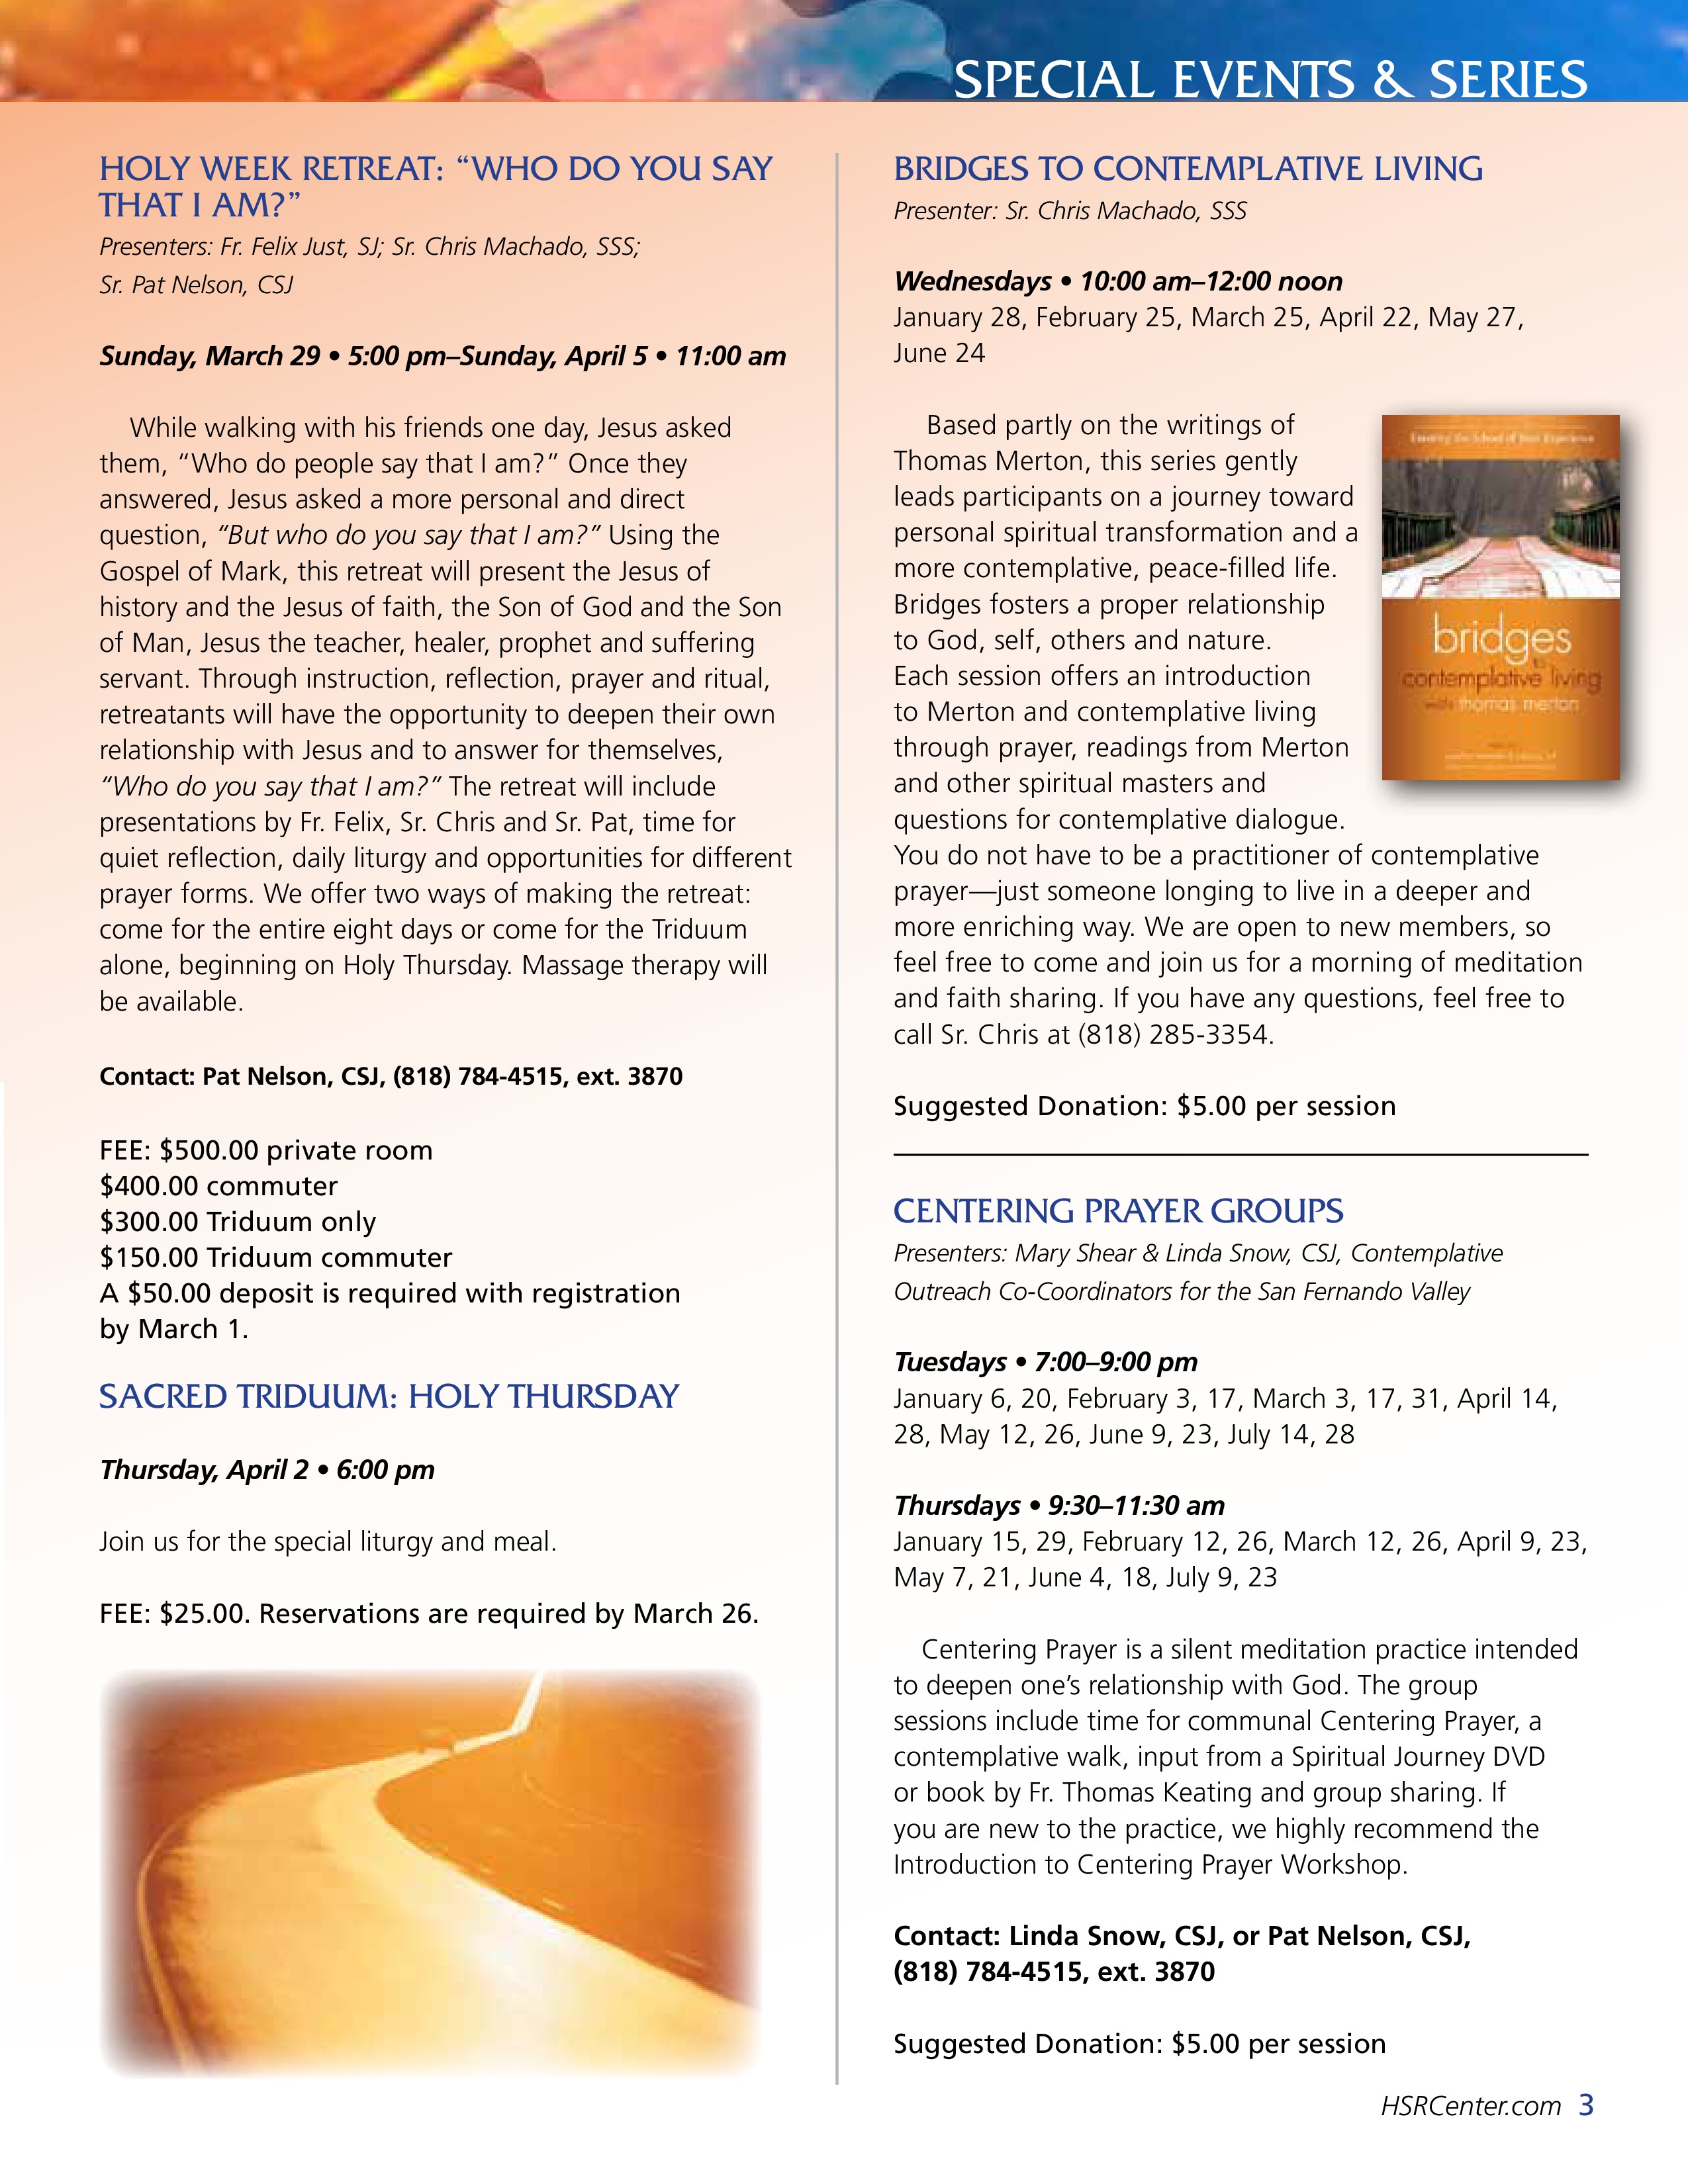 SPECIAL EVENTS & SERIES
HOLY WEEK RETREAT: “WHO DO YOU SAY
THAT I AM?”
Presenters: Fr. Felix Just, SJ; Sr. Chris Machado, SSS;
Sr. Pat Nelson, CSJ
Sunday, March 29 • 5:00 pm–Sunday, April 5 • 11:00 am
While walking with his friends one day, Jesus asked
them, “Who do people say that I am?” Once they
answered, Jesus asked a more personal and direct
question, “But who do you say that I am?” Using the
Gospel of Mark, this retreat will present the Jesus of
history and the Jesus of faith, the Son of God and the Son
of Man, Jesus the teacher, healer, prophet and suffering
servant. Through instruction, reflection, prayer and ritual,
retreatants will have the opportunity to deepen their own
relationship with Jesus and to answer for themselves,
“Who do you say that I am?” The retreat will include
presentations by Fr. Felix, Sr. Chris and Sr. Pat, time for
quiet reflection, daily liturgy and opportunities for different
prayer forms. We offer two ways of making the retreat:
come for the entire eight days or come for the Triduum
alone, beginning on Holy Thursday. Massage therapy will
be available.
Contact: Pat Nelson, CSJ, (818) 784-4515, ext. 3870
FEE: $500.00 private room
$400.00 commuter
$300.00 Triduum only
$150.00 Triduum commuter
A $50.00 deposit is required with registration
by March 1.
SACRED TRIDUUM: HOLY THURSDAY
Thursday, April 2 • 6:00 pm
Join us for the special liturgy and meal.
FEE: $25.00. Reservations are required by March 26.
BRIDGES TO CONTEMPLATIVE LIVING
Presenter: Sr. Chris Machado, SSS
Wednesdays • 10:00 am–12:00 noon
January 28, February 25, March 25, April 22, May 27,
June 24
Based partly on the writings of
Thomas Merton, this series gently
leads participants on a journey toward
personal spiritual transformation and a
more contemplative, peace-filled life.
Bridges fosters a proper relationship
to God, self, others and nature.
Each session offers an introduction
to Merton and contemplative living
through prayer, readings from Merton
and other spiritual masters and
questions for contemplative dialogue.
You do not have to be a practitioner of contemplative
prayer—just someone longing to live in a deeper and
more enriching way. We are open to new members, so
feel free to come and join us for a morning of meditation
and faith sharing. If you have any questions, feel free to
call Sr. Chris at (818) 285-3354.
bridges
to
contemplative living
with thomas merton
Suggested Donation: $5.00 per session
CENTERING PRAYER GROUPS
Presenters: Mary Shear & Linda Snow, CSJ, Contemplative
Outreach Co-Coordinators for the San Fernando Valley
Tuesdays • 7:00–9:00 pm
January 6, 20, February 3, 17, March 3, 17, 31, April 14,
28, May 12, 26, June 9, 23, July 14, 28
Thursdays • 9:30–11:30 am
January 15, 29, February 12, 26, March 12, 26, April 9, 23,
May 7, 21, June 4, 18, July 9, 23
Centering Prayer is a silent meditation practice intended
to deepen one’s relationship with God. The group
sessions include time for communal Centering Prayer, a
contemplative walk, input from a Spiritual Journey DVD
or book by Fr. Thomas Keating and group sharing. If
you are new to the practice, we highly recommend the
Introduction to Centering Prayer Workshop.
Contact: Linda Snow, CSJ, or Pat Nelson, CSJ,
(818) 784-4515, ext. 3870
Suggested Donation: $5.00 per session
HSRCenter.com 3